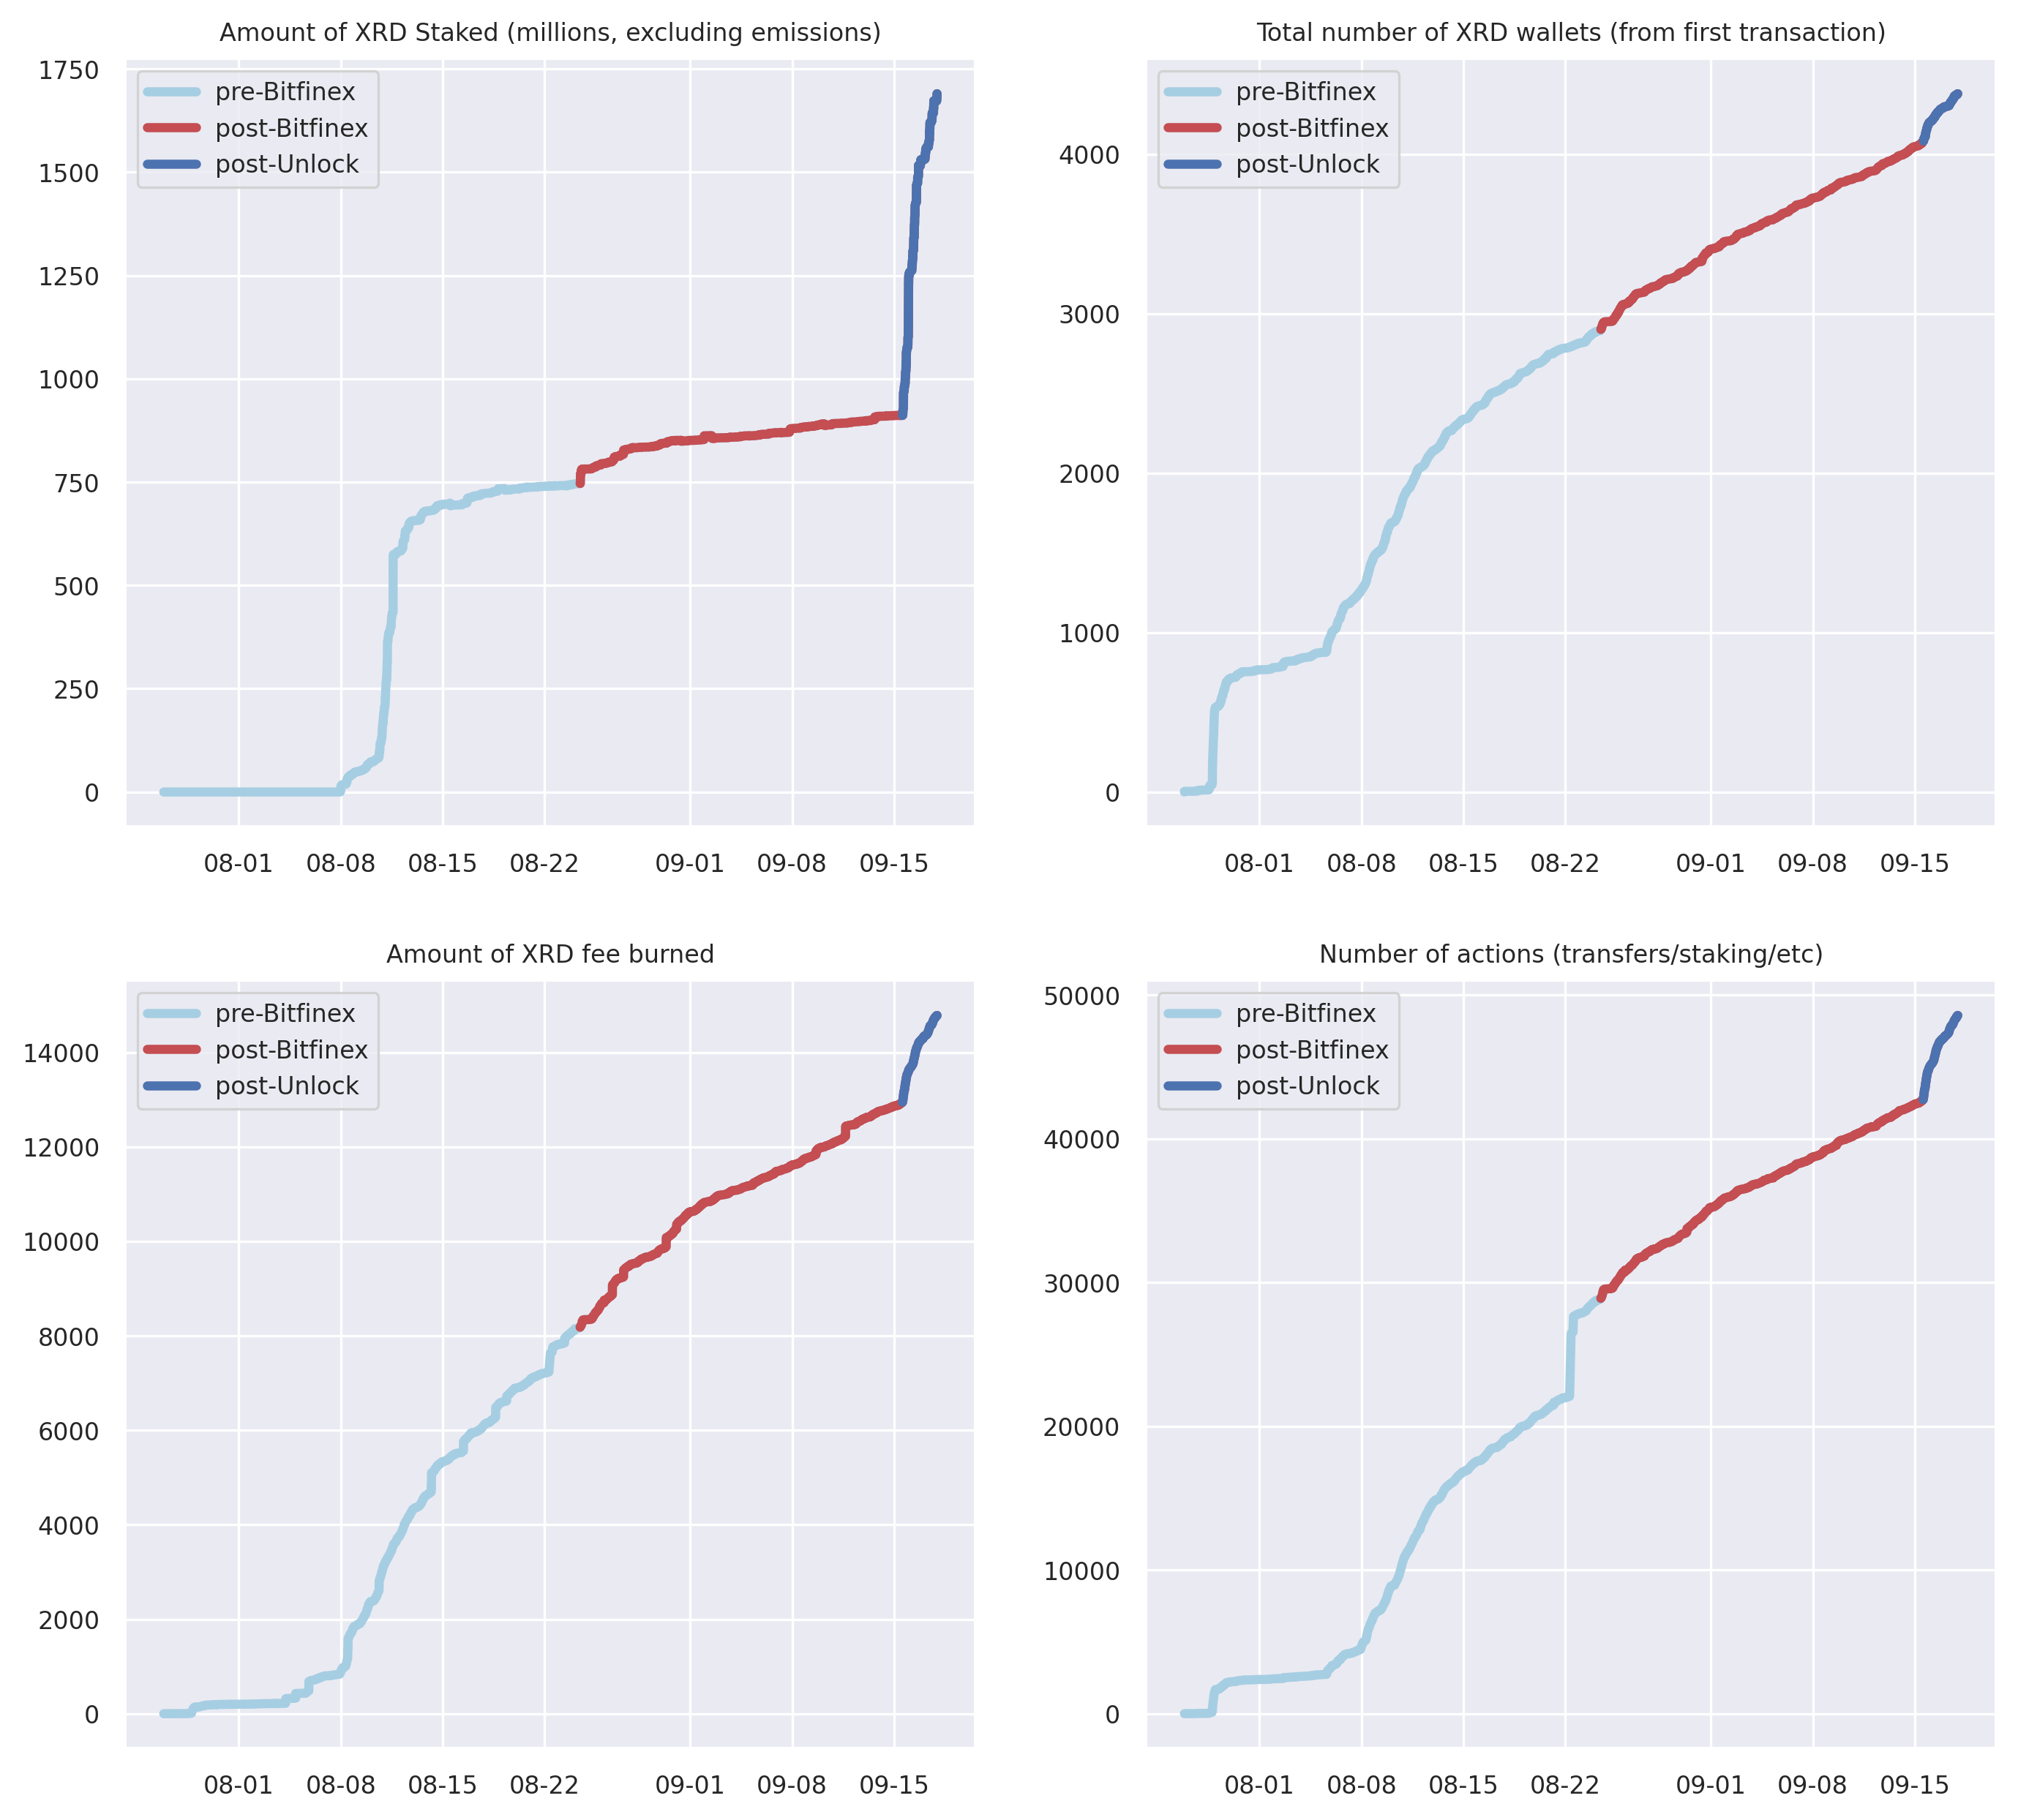 Amount of XRD Staked (millions, excluding emissions)
1750
1500
1250
1000
750
500
250
0
pre-Bitfinex
post-Bitfinex
post-Unlock
08-01 08-08 08-15 08-22 09-01 09-08 09-15
Total number of XRD wallets (from first transaction)
4000
3000
2000
1000
0
pre-Bitfinex
post-Bitfinex
post-Unlock
08-01 08-08 08-15 08-22 09-01 09-08 09-15
Amount of XRD fee burned
14000
12000
10000
8000
6000
4000
2000
0
pre-Bitfinex
post-Bitfinex
post-Unlock
08-01 08-08 08-15 08-22 09-01 09-08 09-15
Number of actions (transfers/staking/etc)
50000
40000
30000
20000
10000
0
pre-Bitfinex
post-Bitfinex
post-Unlock
08-01 08-08 08-15 08-22 09-01 09-08 09-15